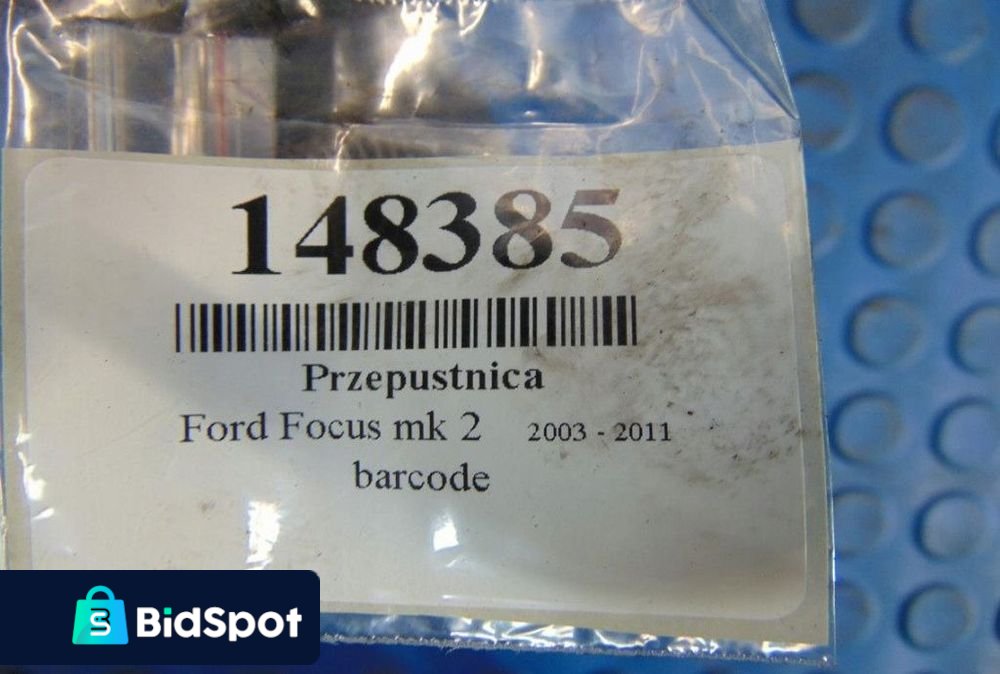 148385
Przepustnica
Ford Focus mk 2 2003 - 2011
barcode
BidSpot